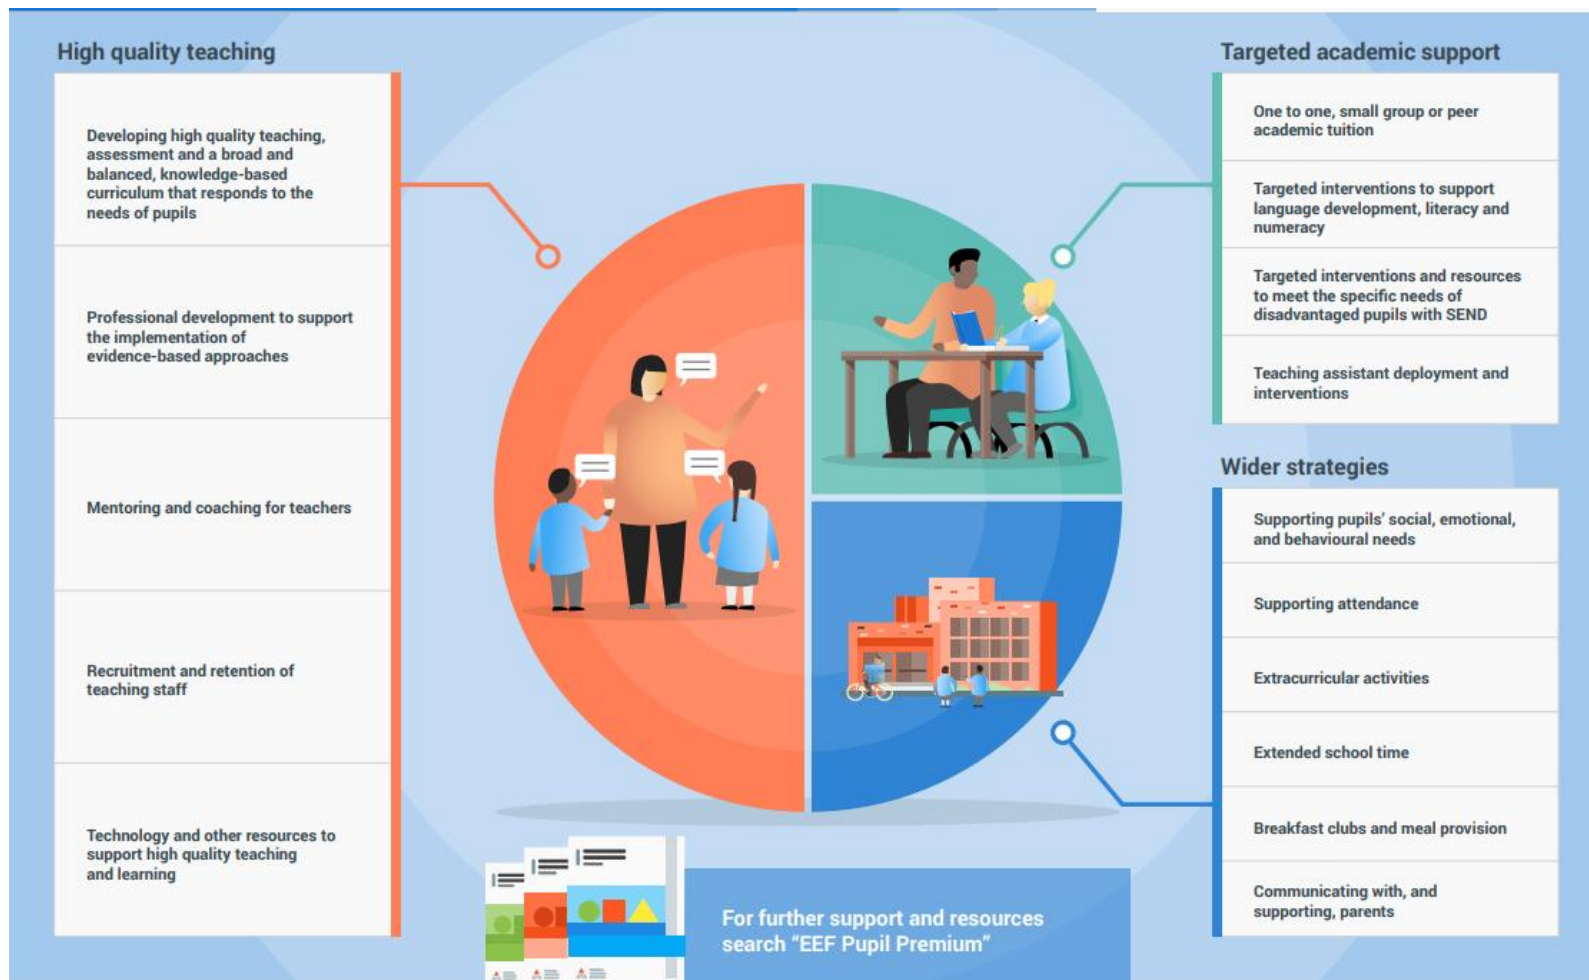 High quality teaching
Developing high quality teaching,
assessment and a broad and
balanced, knowledge-based
curriculum that responds to the
needs of pupils
Professional development to support
the implementation of
evidence-based approaches
Mentoring and coaching for teachers
Recruitment and retention of
teaching staff
Technology and other resources to
support high quality teaching
and learning
Targeted academic support
One to one, small group or peer
academic tuition
Targeted interventions to support
language development, literacy and
numeracy
Targeted interventions and resources
to meet the specific needs of
disadvantaged pupils with SEND
Teaching assistant deployment and
interventions
Wider strategies
Supporting pupils’ social, emotional,
and behavioural needs
Supporting attendance
Extracurricular activities
Extended school time
Breakfast clubs and meal provision
Communicating with, and
supporting, parents
For further support and resources
search “EEF Pupil Premium”